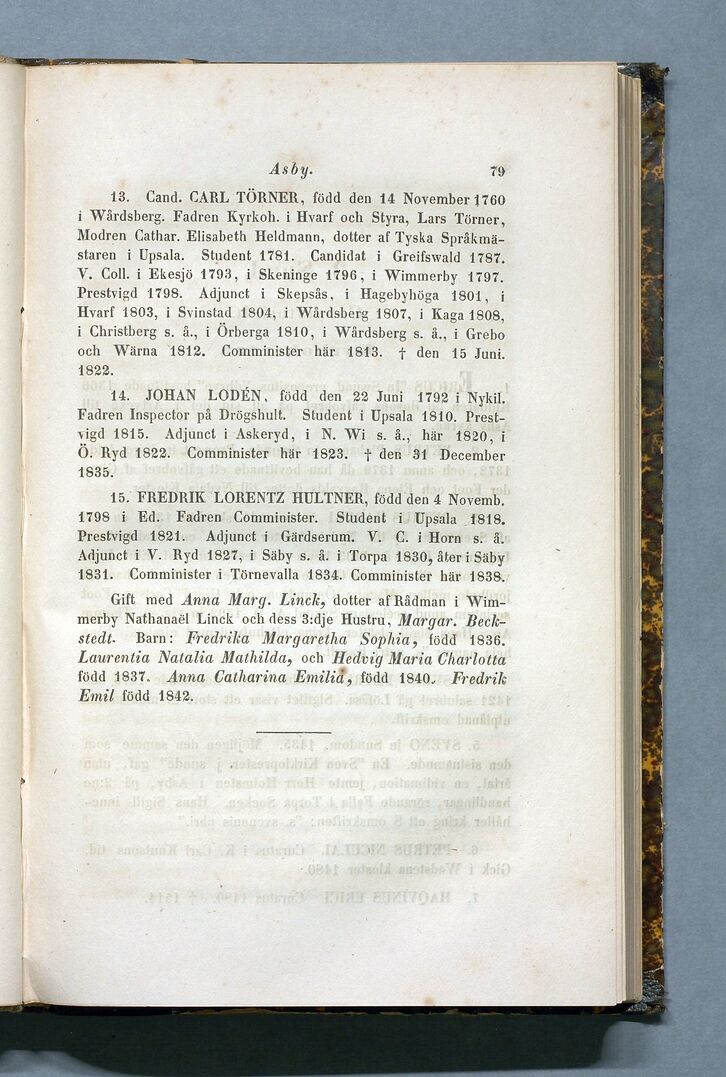 Asby. 79
13. Cand. CARL TÖRNER, född den 14 November 1760
i Wårdsberg. Fadren Kyrkoh. i Hvarf och Styra, Lars Törner,
Modren Cathar. Elisabeth Heldmann, dotter af Tyska Språkmä-
staren i Upsala. Student 1781. Candidat i Greifswald 1787.
V. Coll. i Ekesjö 1793, i Skeninge 1796, i Wimmerby 1797.
Prestvigd 1798. Adjunct i Skepsås, i Hagebyhöga 1801, i
Hvarf 1803, i Svinstad 1804, i Wårdsberg 1807, i Kaga 1808,
i Christberg s. å., i Örberga 1810, i Wårdsberg s. å., i Grebo
och Wärna 1812. Comminister här 1813. † den 15 Juni.
1822.
14. JOHAN LODÉN, född den 22 Juni 1792 i Nykil.
Fadren Inspector på Drögshult. Student i Upsala 1810. Prest-
vigd 1815. Adjunct i Askeryd, i N. Wi s. å., här 1820, i
Ö. Ryd 1822. Comminister här 1823. † den 31 December
1835.
15. FREDRIK LORENTZ HULTNER, född den 4 Novemb.
1798 i Ed. Fadren Comminister. Student i Upsala 1818.
Prestvigd 1821. Adjunct i Gärdserum. V. C. i Horn s. å.
Adjunct i V. Ryd 1827, i Säby s. å. i Torpa 1830, åter i Säby
1831. Comminister i Törnevalla 1834. Comminister här 1838.
Gift med Anna Marg. Linck, dotter af Rådman i Wim-
merby Nathanaël Linck och dess 3:dje Hustru, Margar. Beck-
stedt. Barn: Fredrika Margaretha Sophia, född 1836.
Laurentia Natalia Mathilda, och Hedvig Maria Charlotta
född 1837. Anna Catharina Emilia, född 1840. Fredrik
Emil född 1842.